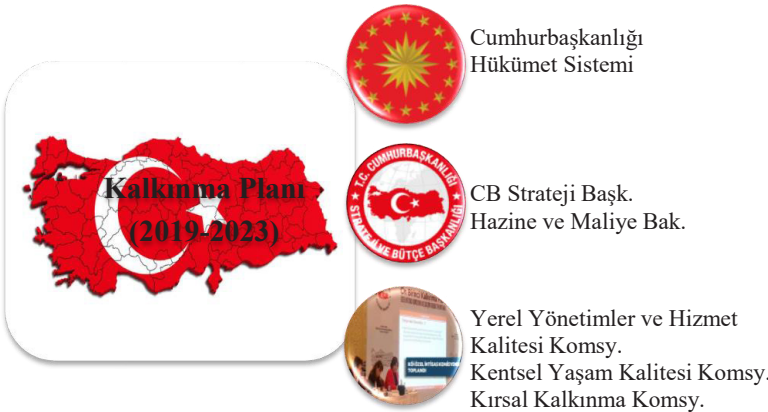 Kalkınma Planı
(2019-2023)
Cumhurbaşkanlığı
Hükümet Sistemi
T.C. CUMHURBAŞKANLIĞI
STRATEJİ VE BÜTÇE BAŞKANLIĞI
CB Strateji Başk.
Hazine ve Maliye Bak.
Yerel Yönetimler ve Hizmet
Kalitesi Komsy.
Kentsel Yaşam Kalitesi Komsy.
Kırsal Kalkınma Komsy.
TOPLANDI